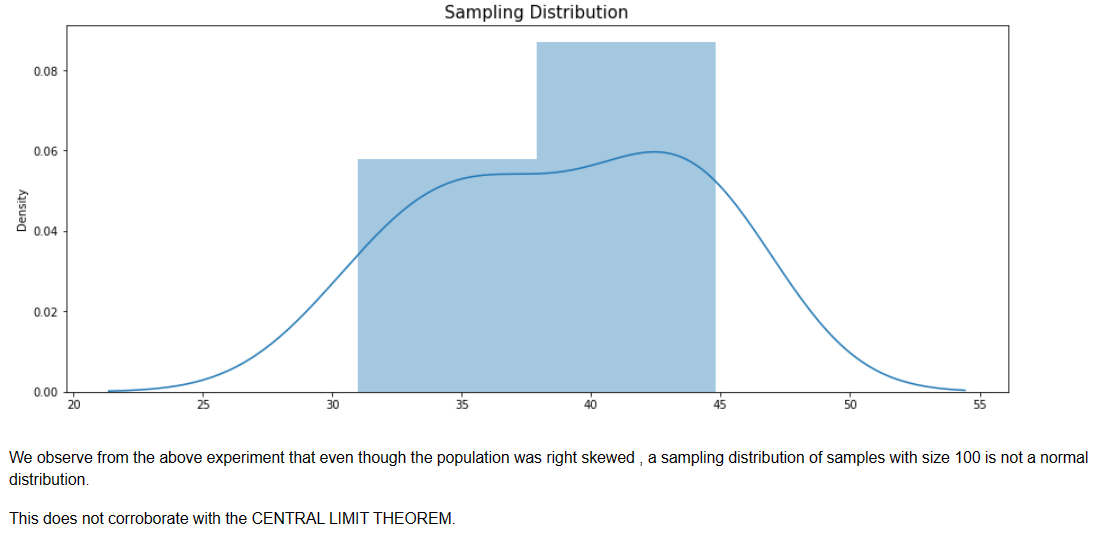 Sampling Distribution
0.08
0.06
0.04
0.02
0.00
Density
20 25 30 35 40 45 50 55
We observe from the above experiment that even though the population was right skewed , a sampling distribution of samples with size 100 is not a normal
distribution.
This does not corroborate with the CENTRAL LIMIT THEOREM.